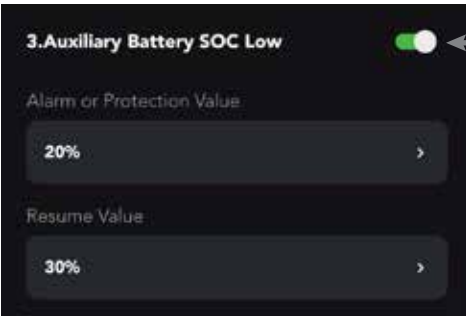 3.Auxiliary Battery SOC Low
Alarm or Protection Value
20%
Resume Value
30%